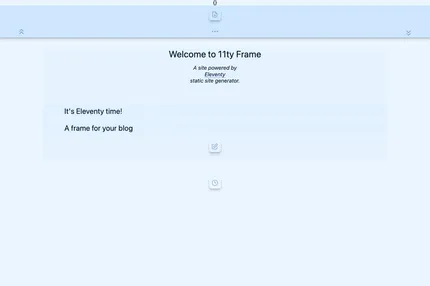 0
Welcome to 11ty Frame
A site powered by
Eleventy
static site generator.
It's Eleventy time!
A frame for your blog